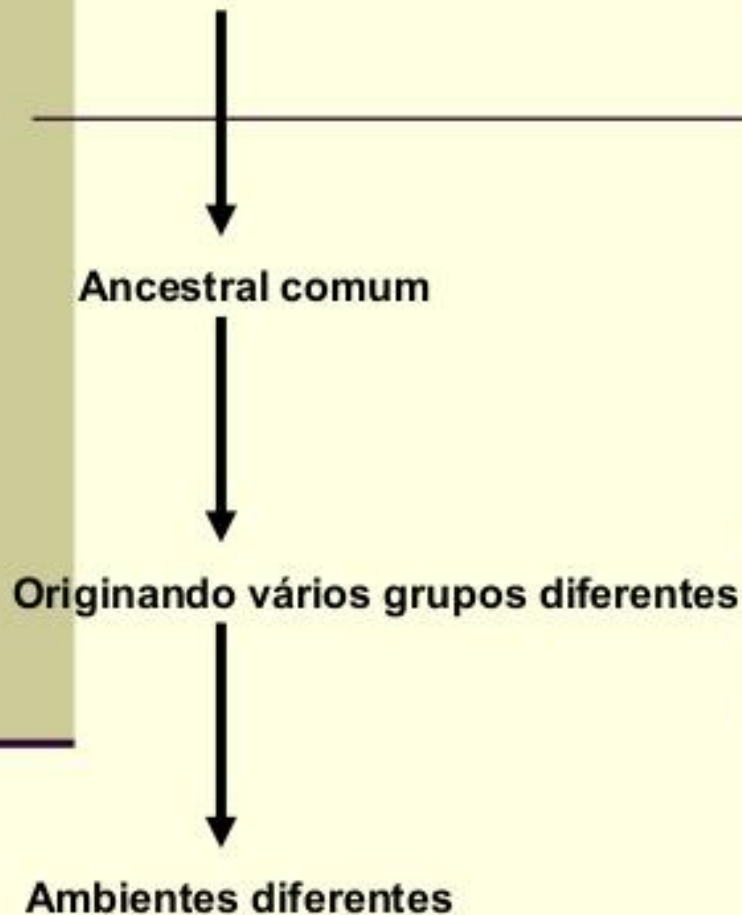 Ancestral comum
Originando vários grupos diferentes
Ambientes diferentes